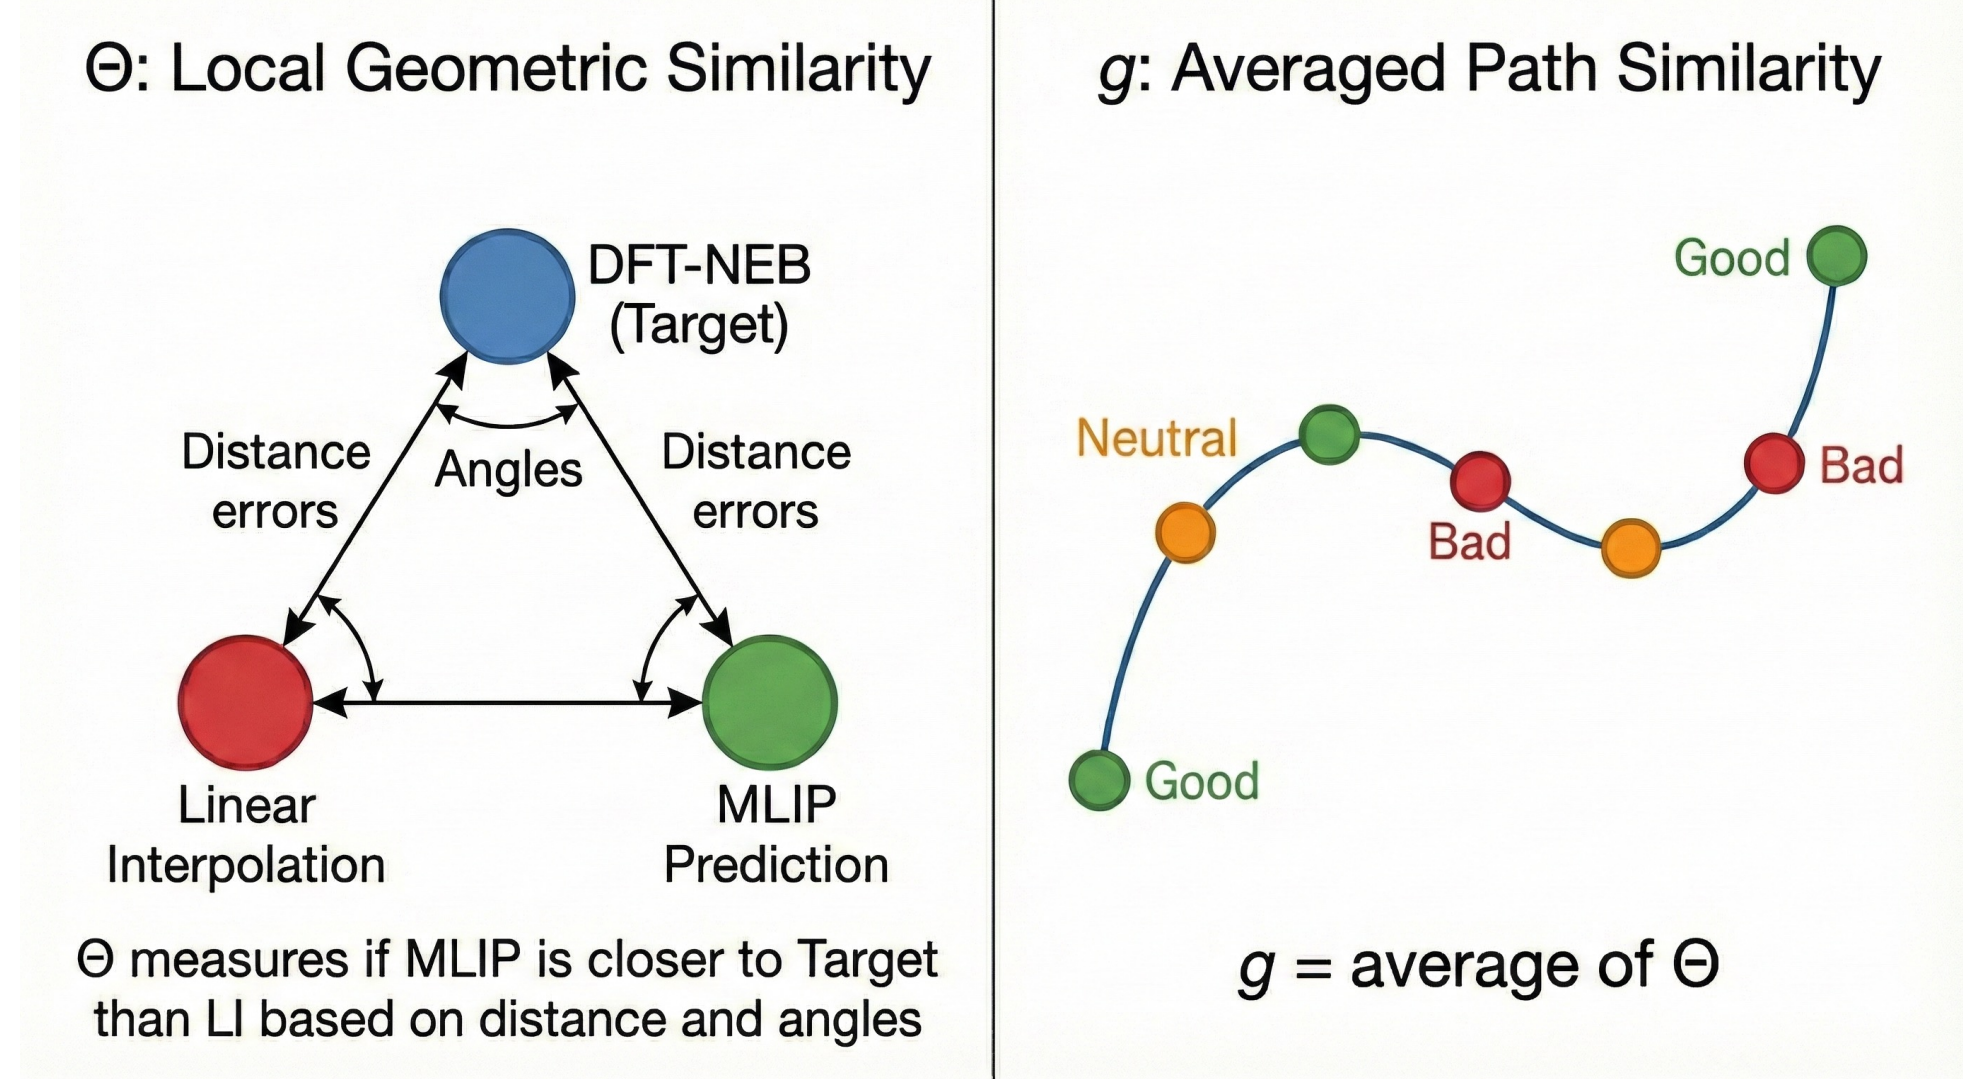 Θ: Local Geometric Similarity
DFT-NEB
(Target)
Distance
errors
Angles
Distance
errors
Linear
Interpolation
MLIP
Prediction
Θ measures if MLIP is closer to Target
than LI based on distance and angles
g: Averaged Path Similarity
Good
Neutral
Bad
Bad
Good
g = average of Θ